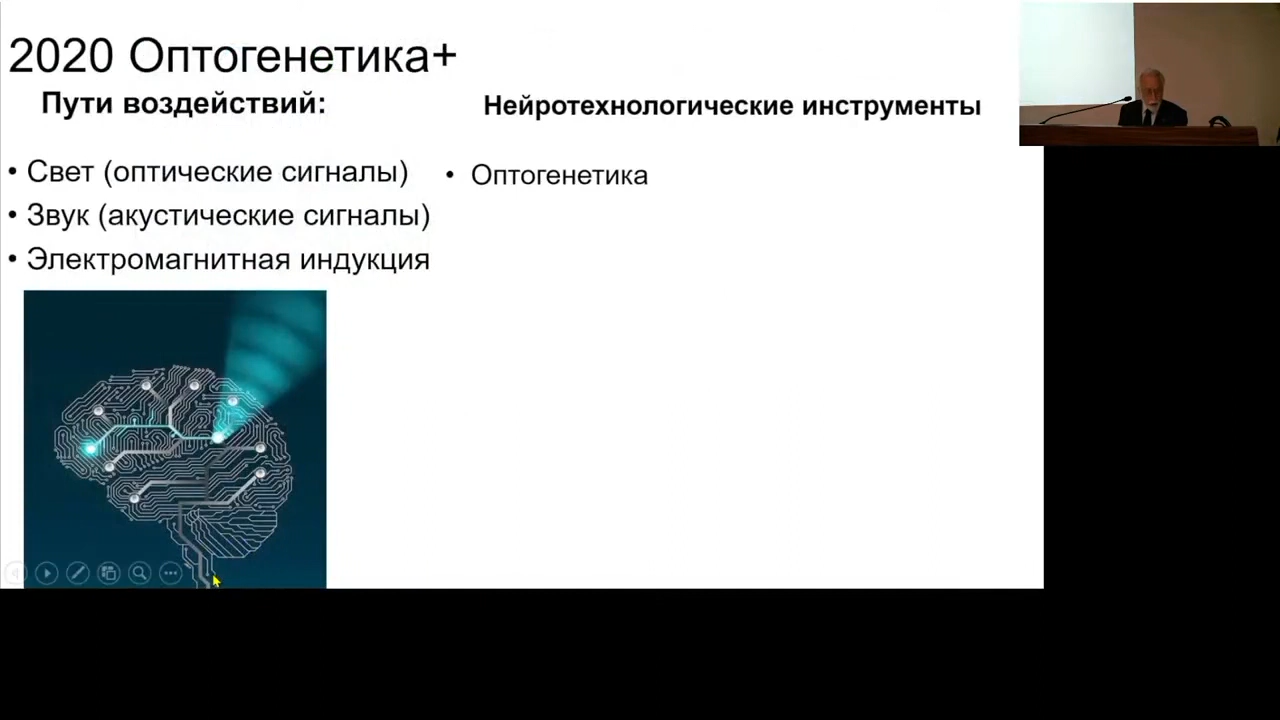 2020 Оптогенетика+
Пути воздействий:
• Свет (оптические сигналы)
• Звук (акустические сигналы)
• Электромагнитная индукция
Нейротехнологические инструменты
• Оптогенетика